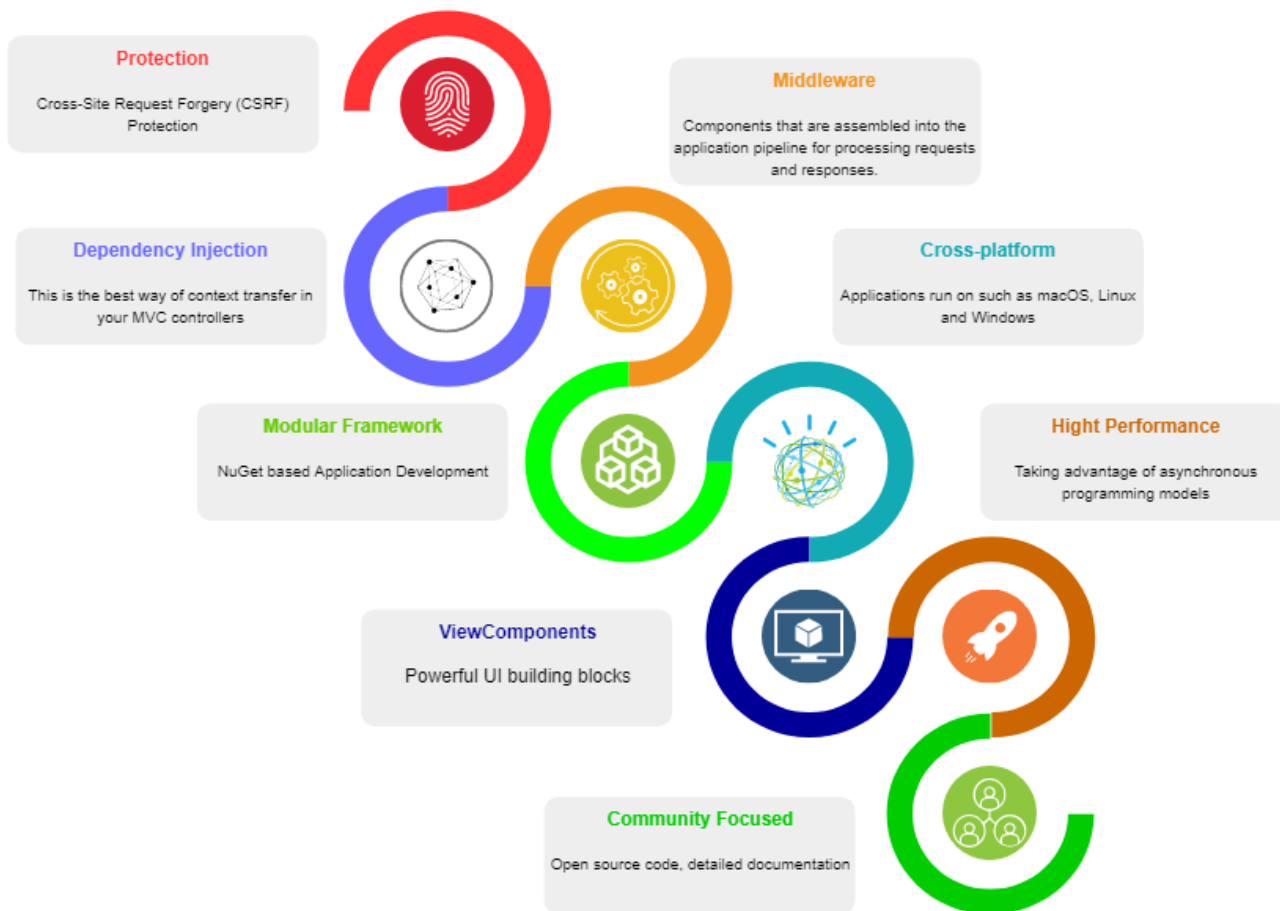 Protection
Cross-Site Request Forgery (CSRF)
Protection
Middleware
Components that are assembled into the
application pipeline for processing requests
and responses.
Dependency Injection
This is the best way of context transfer in
your MVC controllers
Cross-platform
Applications run on such as macOS, Linux
and Windows
Modular Framework
NuGet based Application Development
Hight Performance
Taking advantage of asynchronous
programming models
ViewComponents
Powerful UI building blocks
Community Focused
Open source code, detailed documentation